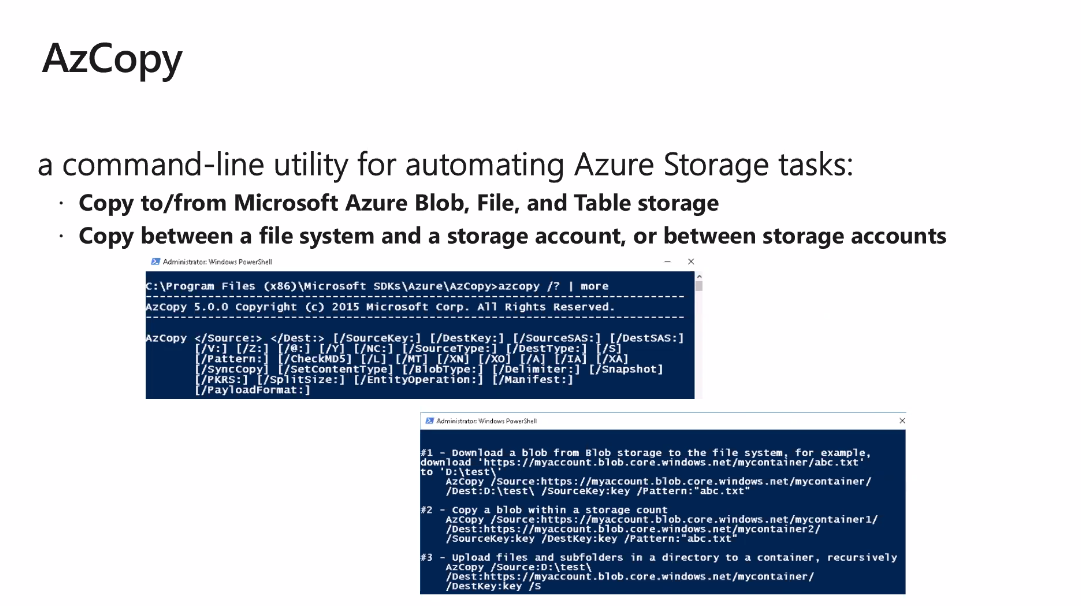 AzCopy
a command-line utility for automating Azure Storage tasks:
· Copy to/from Microsoft Azure Blob, File, and Table storage
· Copy between a file system and a storage account, or between storage accounts
Administrator: Windows PowerShell
C:\Program Files (x86)\Microsoft SDKs\Azure\AzCopy>azcopy /? | more
------------------------------------------------------------------------------
AzCopy 5.0.0 Copyright (c) 2015 Microsoft Corp. All Rights Reserved.
------------------------------------------------------------------------------
AzCopy </Source:> </Dest:> [/SourceKey:] [/DestKey:] [/SourceSAS:] [/DestSAS:]
[/V:] [/Z:] [/@:] [/Y] [/NC:] [/SourceType:] [/DestType:] [/S]
[/Pattern:] [/CheckMD5] [/L] [/MT] [/XN] [/XO] [/A] [/IA] [/XA]
[/SyncCopy] [/SetContentType] [/BlobType:] [/Delimiter:] [/Snapshot]
[/PKRS:] [/SplitSize:] [/EntityOperation:] [/Manifest:]
[/PayloadFormat:]
Administrator: Windows PowerShell
#1 - Download a blob from Blob storage to the file system, for example,
download 'https://myaccount.blob.core.windows.net/mycontainer/abc.txt'
to 'D:\test\'
AzCopy /Source:https://myaccount.blob.core.windows.net/mycontainer/
/Dest:D:\test\ /SourceKey:key /Pattern:"abc.txt"
#2 - Copy a blob within a storage count
AzCopy /Source:https://myaccount.blob.core.windows.net/mycontainer1/
/Dest:https://myaccount.blob.core.windows.net/mycontainer2/
/SourceKey:key /DestKey:key /Pattern:"abc.txt"
#3 - Upload files and subfolders in a directory to a container, recursively
AzCopy /Source:D:\test\
/Dest:https://myaccount.blob.core.windows.net/mycontainer/
/DestKey:key /S